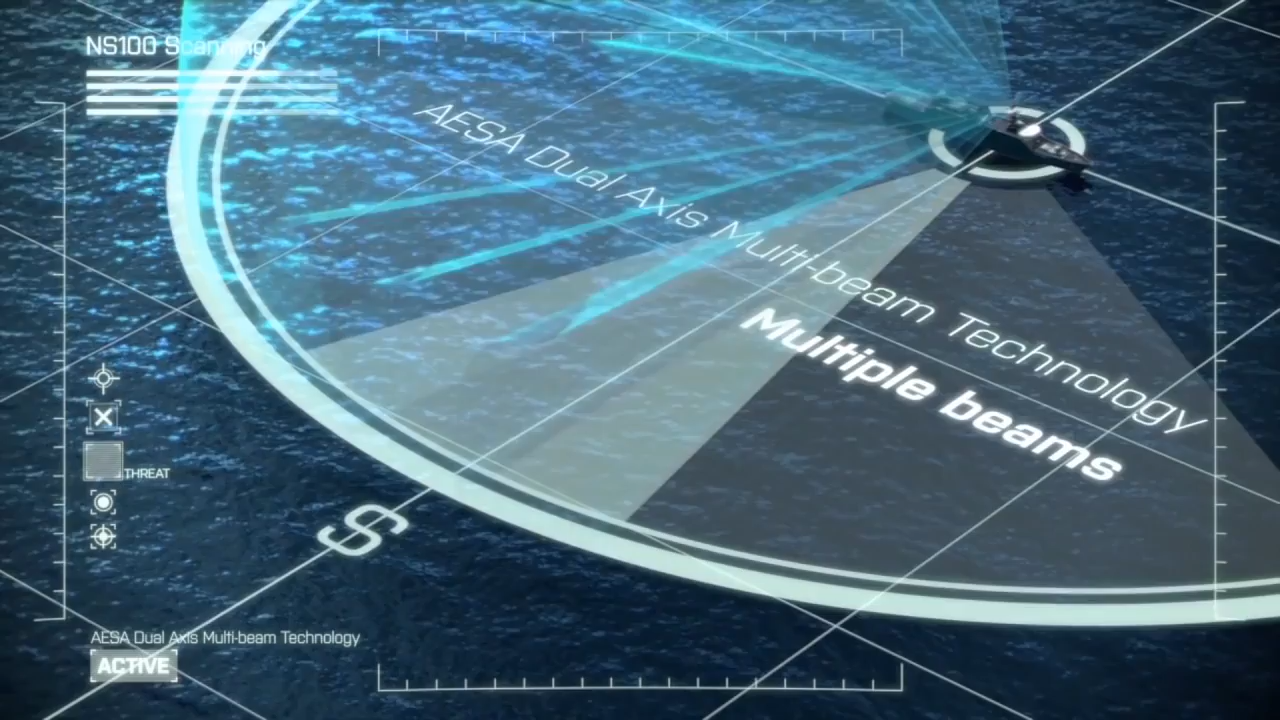 NS100 Scanning
AESA Dual Axis Multi-beam Technology
Multiple beams
THREAT
S
AESA Dual Axis Multi-beam Technology
ACTIVE